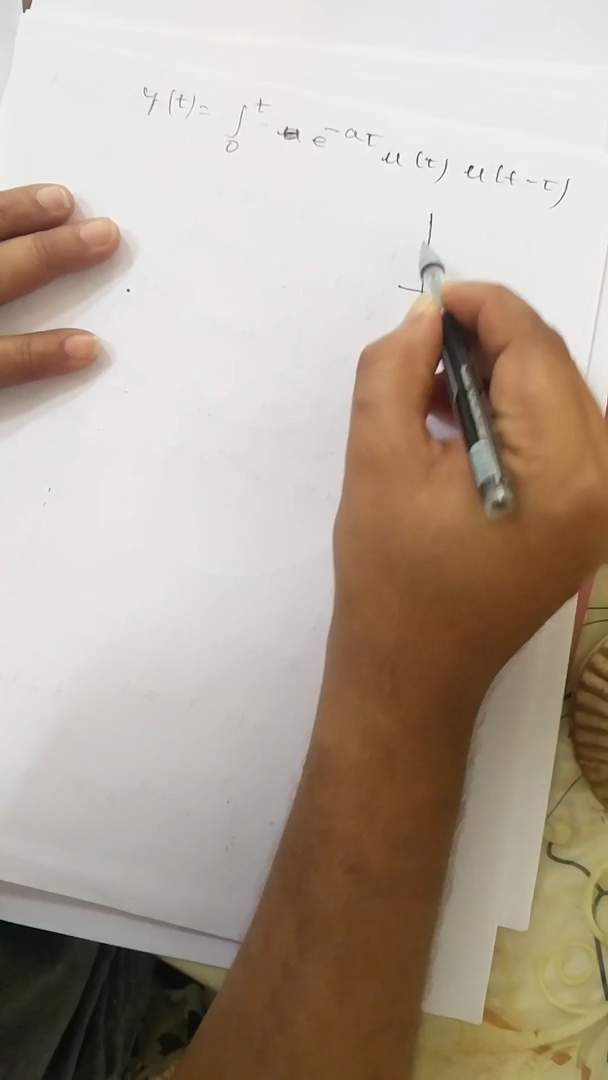 y(t) = ∫₀ᵗ e^{-aτ} u(τ) u(t-τ)